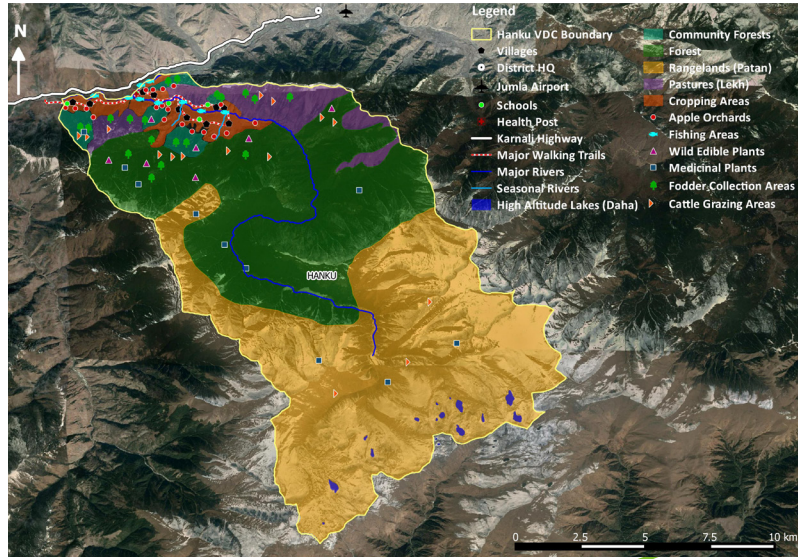 N
Legend
Hanku VDC Boundary
Villages
District HQ
Jumla Airport
Schools
Health Post
Karnali Highway
Major Walking Trails
Major Rivers
Seasonal Rivers
High Altitude Lakes (Daha)
Community Forests
Forest
Rangelands (Patan)
Pastures (Lekh)
Cropping Areas
Apple Orchards
Fishing Areas
Wild Edible Plants
Medicinal Plants
Fodder Collection Areas
Cattle Grazing Areas
HANKU
0 2.5 5 7.5 10 km